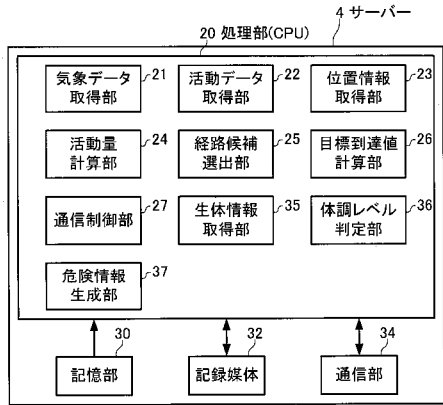 4 サーバー
20 処理部(CPU)
気象データ
取得部
21
活動データ
取得部
22
位置情報
取得部
23
活動量
計算部
24
経路候補
選出部
25
目標到達値
計算部
26
通信制御部
27
生体情報
取得部
35
体調レベル
判定部
36
危険情報
生成部
37
30
記憶部
32
記録媒体
34
通信部